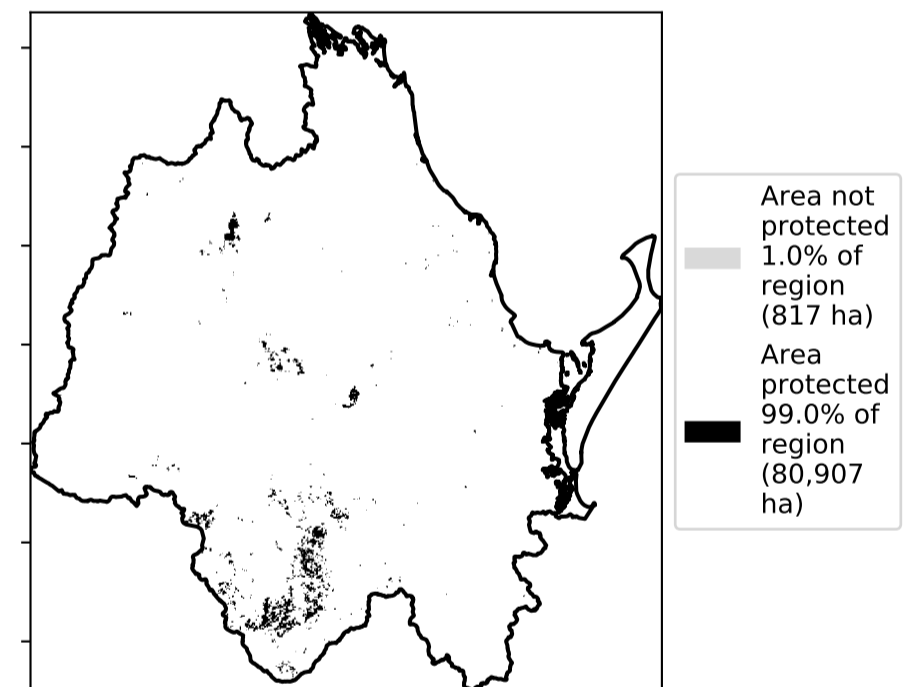 Area not
protected
1.0% of
region
(817 ha)
Area
protected
99.0% of
region
(80,907
ha)